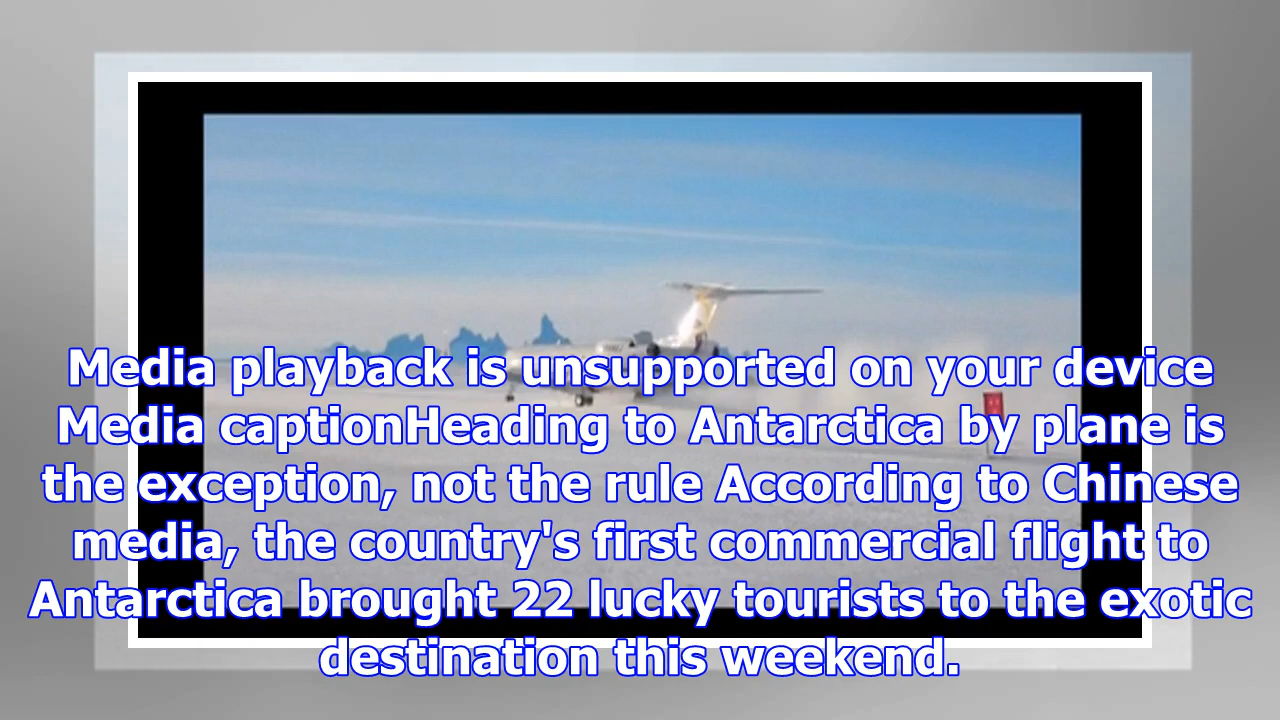 Media playback is unsupported on your device
Media captionHeading to Antarctica by plane is
the exception, not the rule According to Chinese
media, the country's first commercial flight to
Antarctica brought 22 lucky tourists to the exotic
destination this weekend.